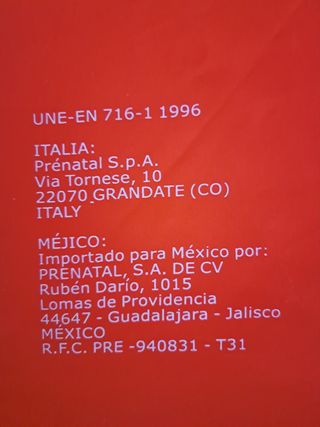 UNE-EN 716-1 1996
ITALIA:
Prénatal S.p.A.
Via Tornese, 10
22070 GRANDATE (CO)
ITALY
MÉJICO:
Importado para México por:
PRENATAL, S.A. DE CV
Rubén Darío, 1015
Lomas de Providencia
44647 - Guadalajara - Jalisco
MÉXICO
R.F.C. PRE -940831 - T31